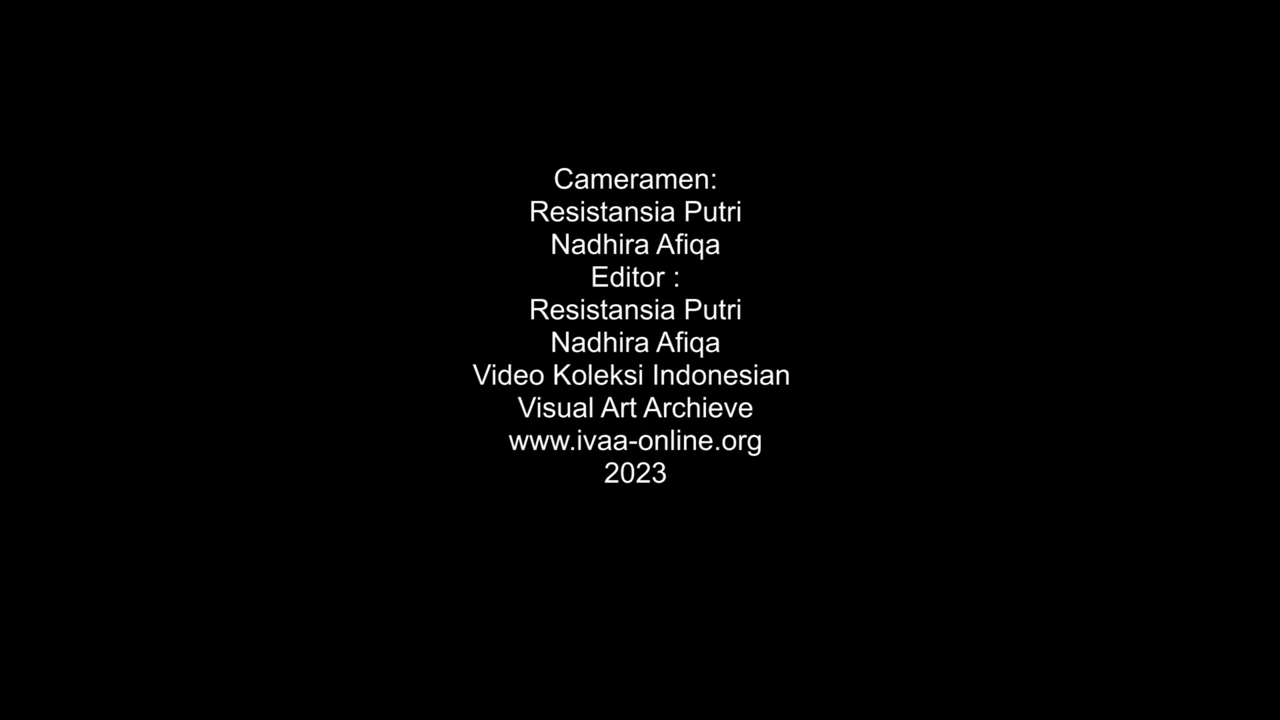 Cameramen:
Resistansia Putri
Nadhira Afiqa
Editor :
Resistansia Putri
Nadhira Afiqa
Video Koleksi Indonesian
Visual Art Archieve
www.ivaa-online.org
2023